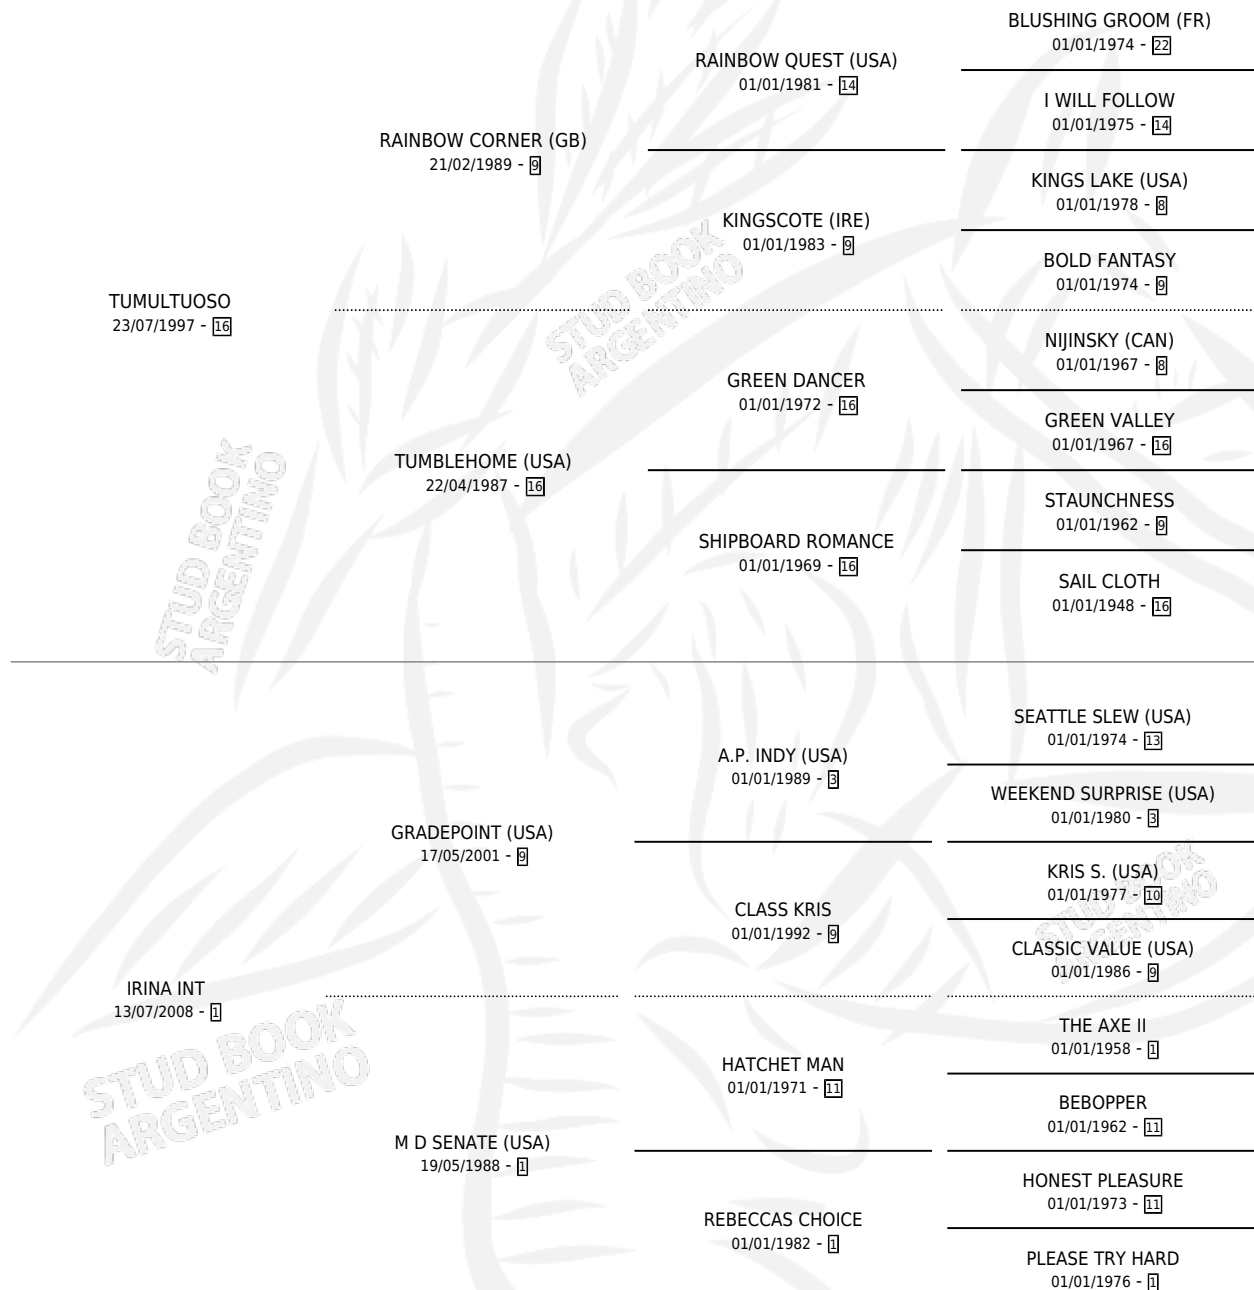 BLUSHING GROOM (FR)
01/01/1974 - 22
RAINBOW QUEST (USA)
01/01/1981 - 14
I WILL FOLLOW
01/01/1975 - 14
RAINBOW CORNER (GB)
21/02/1989 - 9
KINGS LAKE (USA)
01/01/1978 - 8
KINGSCOTE (IRE)
01/01/1983 - 9
BOLD FANTASY
01/01/1974 - 9
TUMULTUOSO
23/07/1997 - 16
NIJINSKY (CAN)
01/01/1967 - 8
GREEN DANCER
01/01/1972 - 16
GREEN VALLEY
01/01/1967 - 16
TUMBLEHOME (USA)
22/04/1987 - 16
STAUNCHNESS
01/01/1962 - 9
SHIPBOARD ROMANCE
01/01/1969 - 16
SAIL CLOTH
01/01/1948 - 16
STUD BOOK
ARGENTINO
STUD BOOK
ARGENTINO
SEATTLE SLEW (USA)
01/01/1974 - 13
A.P. INDY (USA)
01/01/1989 - 3
WEEKEND SURPRISE (USA)
01/01/1980 - 3
GRADEPOINT (USA)
17/05/2001 - 9
KRIS S. (USA)
01/01/1977 - 10
CLASS KRIS
01/01/1992 - 9
CLASSIC VALUE (USA)
01/01/1986 - 9
IRINA INT
13/07/2008 - 1
THE AXE II
01/01/1958 - 1
HATCHET MAN
01/01/1971 - 11
BEBOPPER
01/01/1962 - 11
M D SENATE (USA)
19/05/1988 - 1
HONEST PLEASURE
01/01/1973 - 11
REBECCAS CHOICE
01/01/1982 - 1
PLEASE TRY HARD
01/01/1976 - 1
STUD BOOK
ARGENTINO
STUD BOOK
ARGENTINO